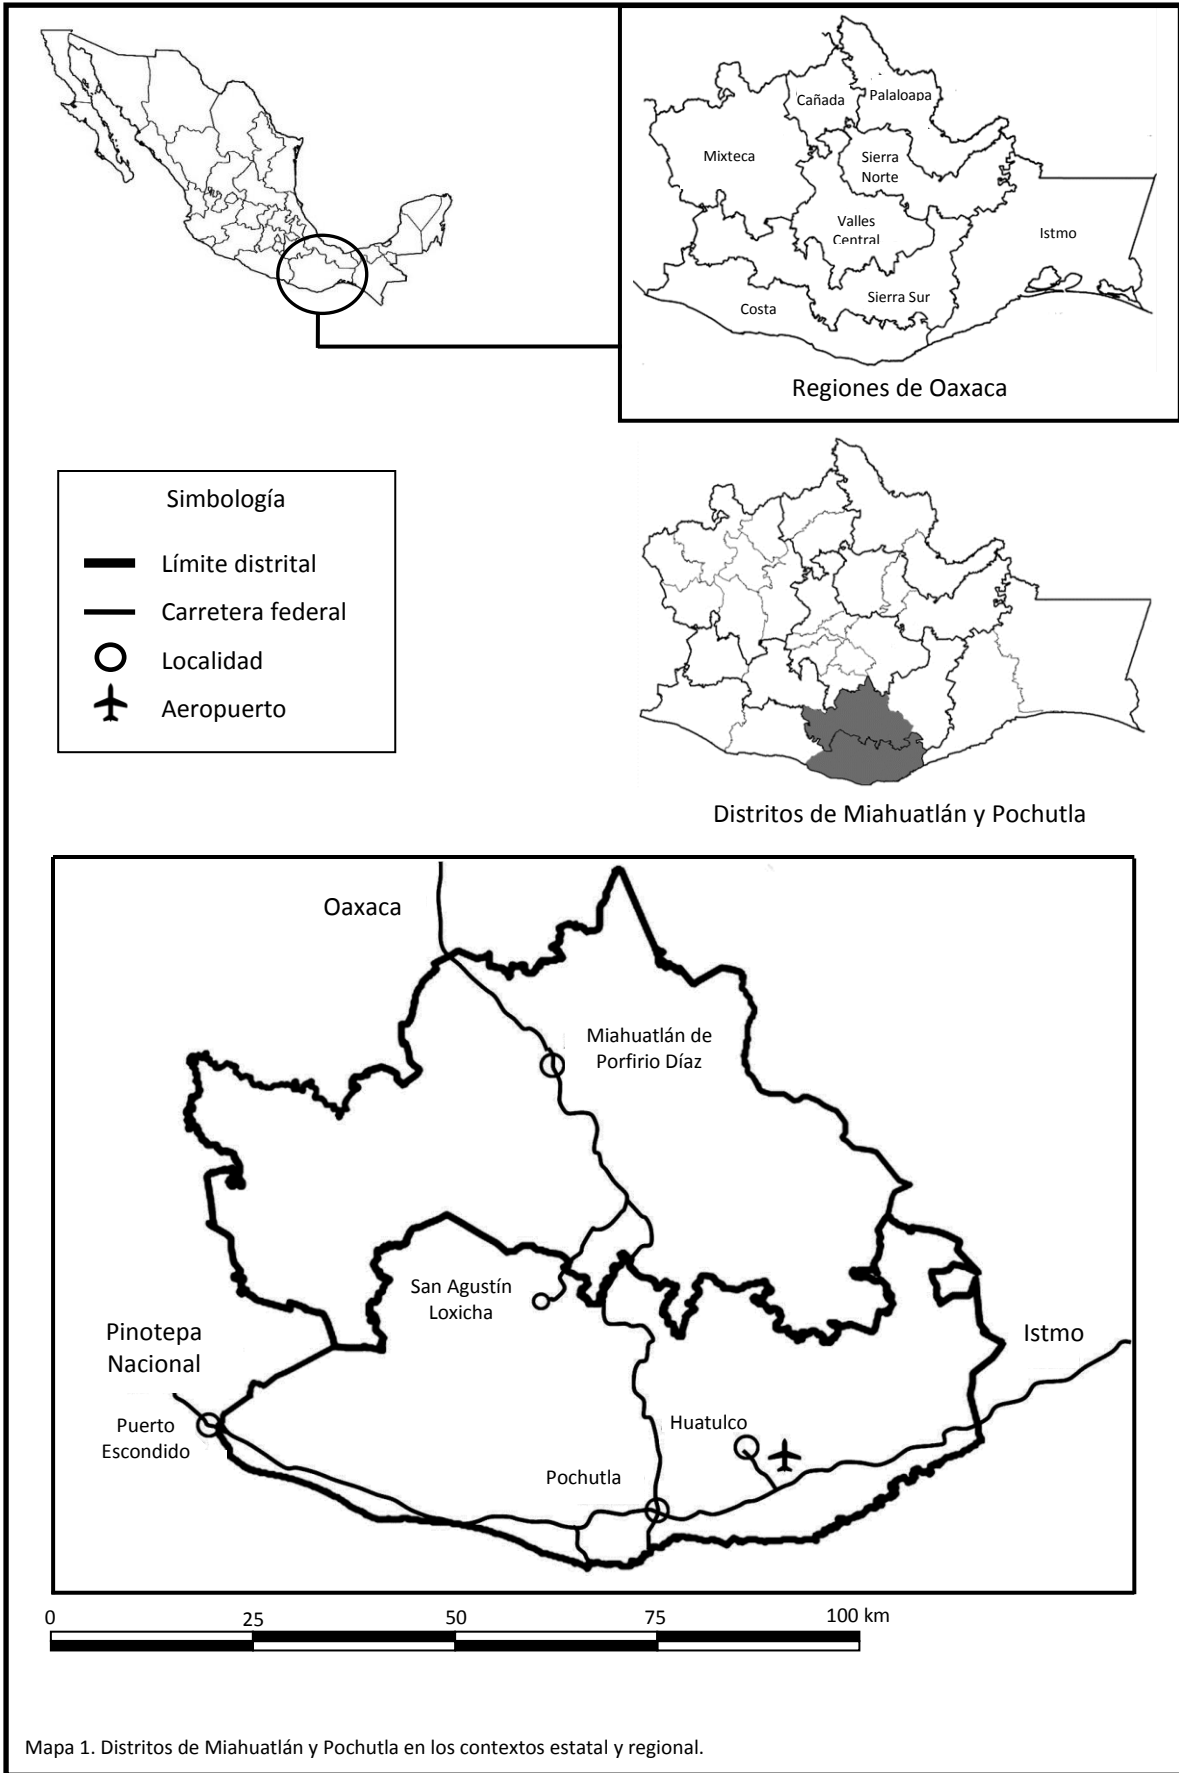 Cañada
Palaloapa
Mixteca
Sierra
Norte
Valles
Central
Istmo
Sierra Sur
Costa
Regiones de Oaxaca
Simbología
Límite distrital
Carretera federal
Localidad
Aeropuerto
Distritos de Miahuatlán y Pochutla
Oaxaca
Miahuatlán de
Porfirio Díaz
San Agustín
Loxicha
Pinotepa
Nacional
Istmo
Puerto
Escondido
Huatulco
Pochutla
0 25 50 75 100 km
Mapa 1. Distritos de Miahuatlán y Pochutla en los contextos estatal y regional.